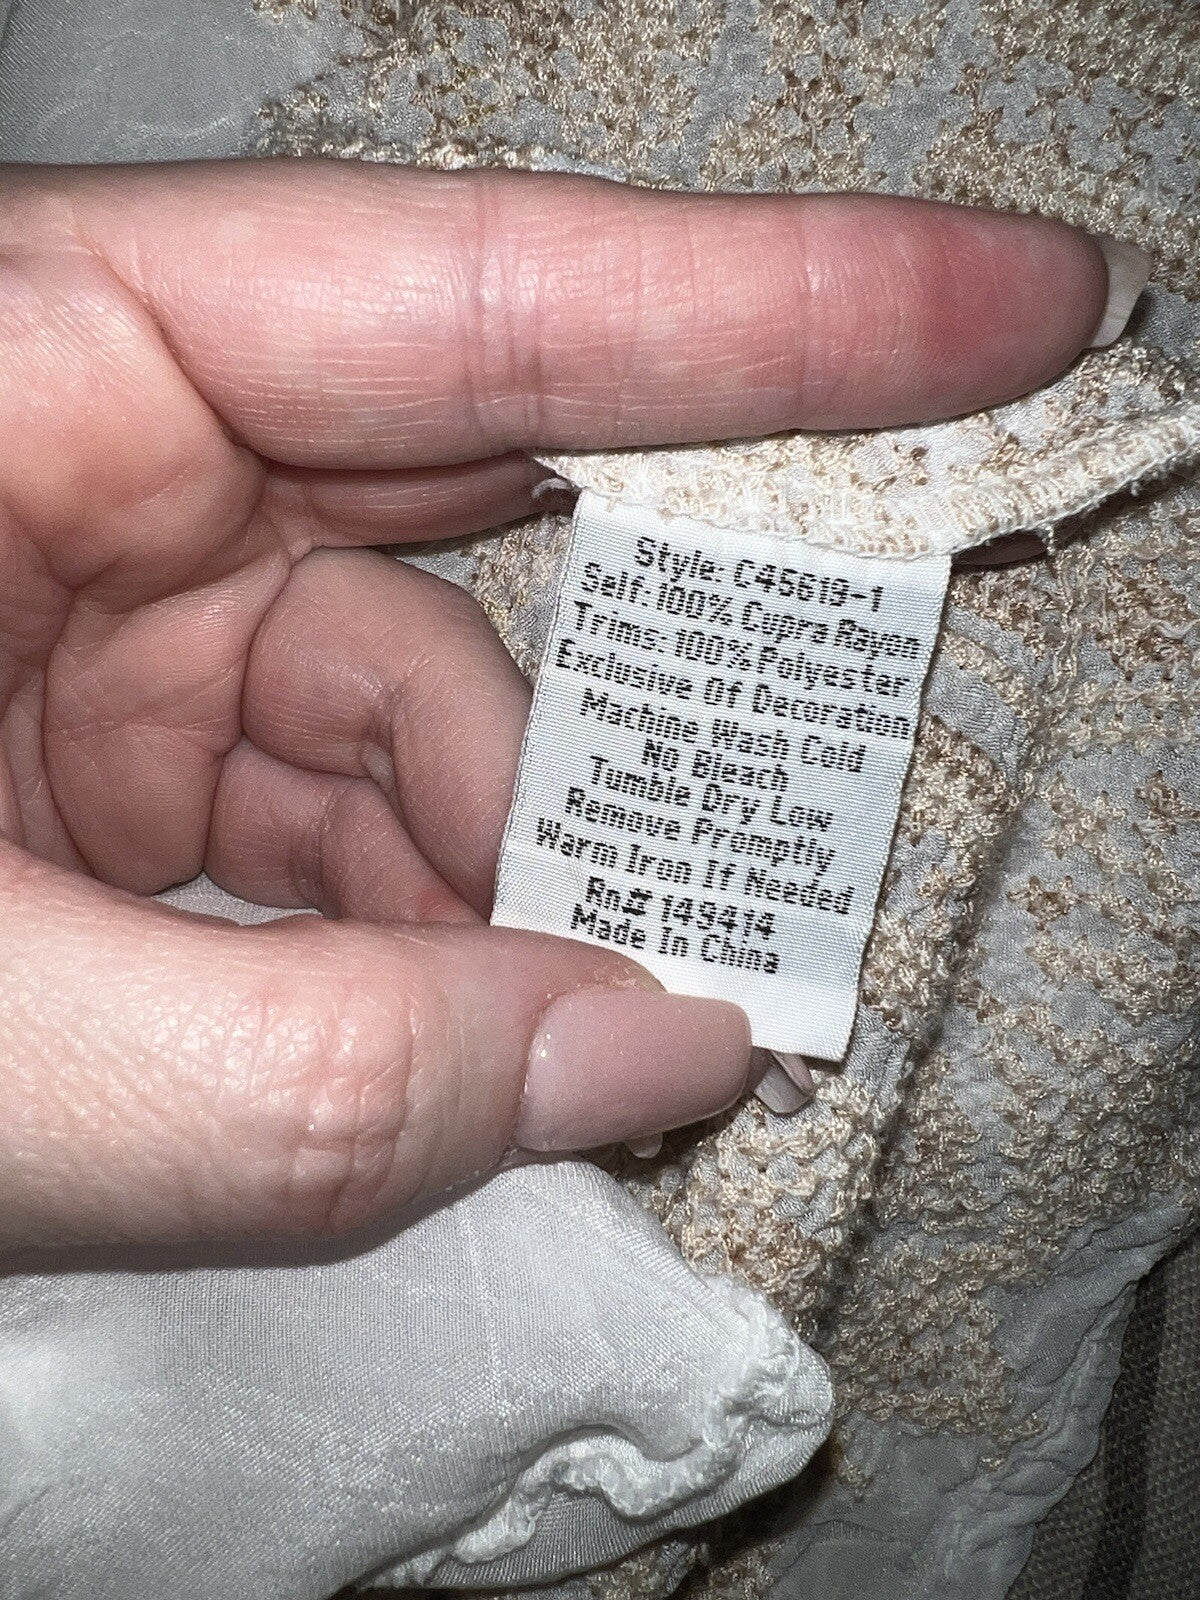 Style: C45619-1
Self: 100% Cupra Rayon
Trims: 100% Polyester
Exclusive Of Decoration
Machine Wash Cold
No Bleach
Tumble Dry Low
Remove Promptly
Warm Iron If Needed
Rn# 149414
Made In China